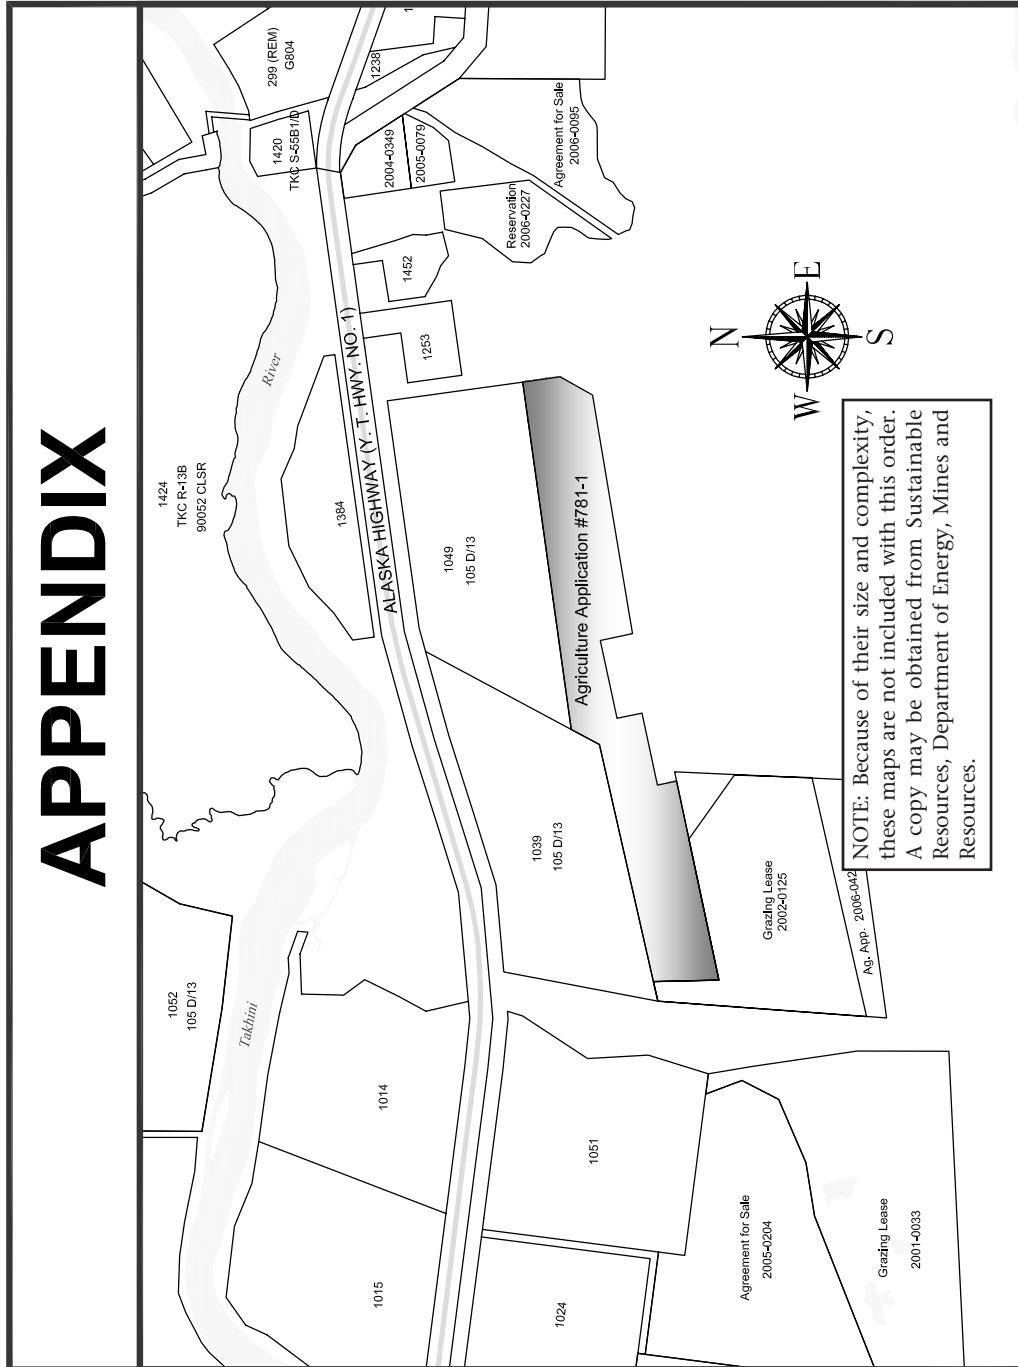 APPENDIX
1424
TKC R-13B
90052 CLSR
299 (REM)
G804
1420
TKC S-55B1/D
1238
1
2004-0349
2005-0079
Agreement for Sale
2006-0095
Reservation
2006-0227
1452
1253
River
1384
ALASKA HIGHWAY (Y. T. HWY. NO. 1)
1049
105 D/13
Agriculture Application #781-1
1039
105 D/13
Grazing Lease
2002-0125
Ag. App. 2006-042
1052
105 D/13
Takhini
1014
1015
1051
1024
Agreement for Sale
2005-0204
Grazing Lease
2001-0033
N
E
S
W
NOTE: Because of their size and complexity,
these maps are not included with this order.
A copy may be obtained from Sustainable
Resources, Department of Energy, Mines and
Resources.